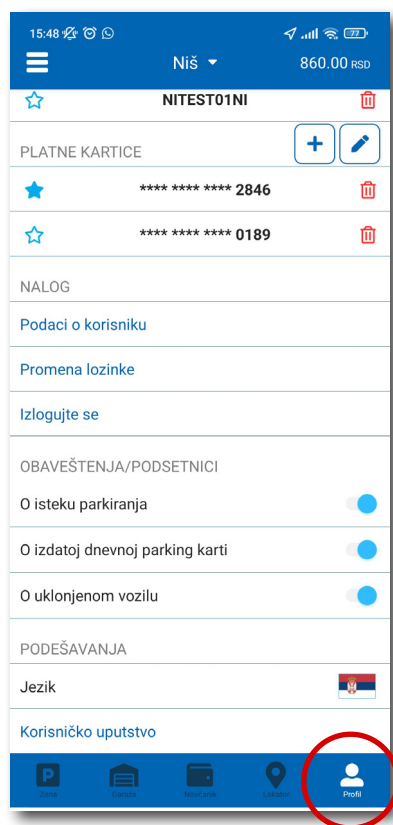 15:48 77
Niš 860.00 RSD
NITEST01NI
PLATNE KARTICE
**** **** **** 2846
**** **** **** 0189
NALOG
Podaci o korisniku
Promena lozinke
Izlogujte se
OBAVEŠTENJA/PODSETNICI
O isteku parkiranja
O izdatoj dnevnoj parking karti
O uklonjenom vozilu
PODEŠAVANJA
Jezik
Korisničko uputstvo
P
Zona Garaža Novčanik Lokator Profil